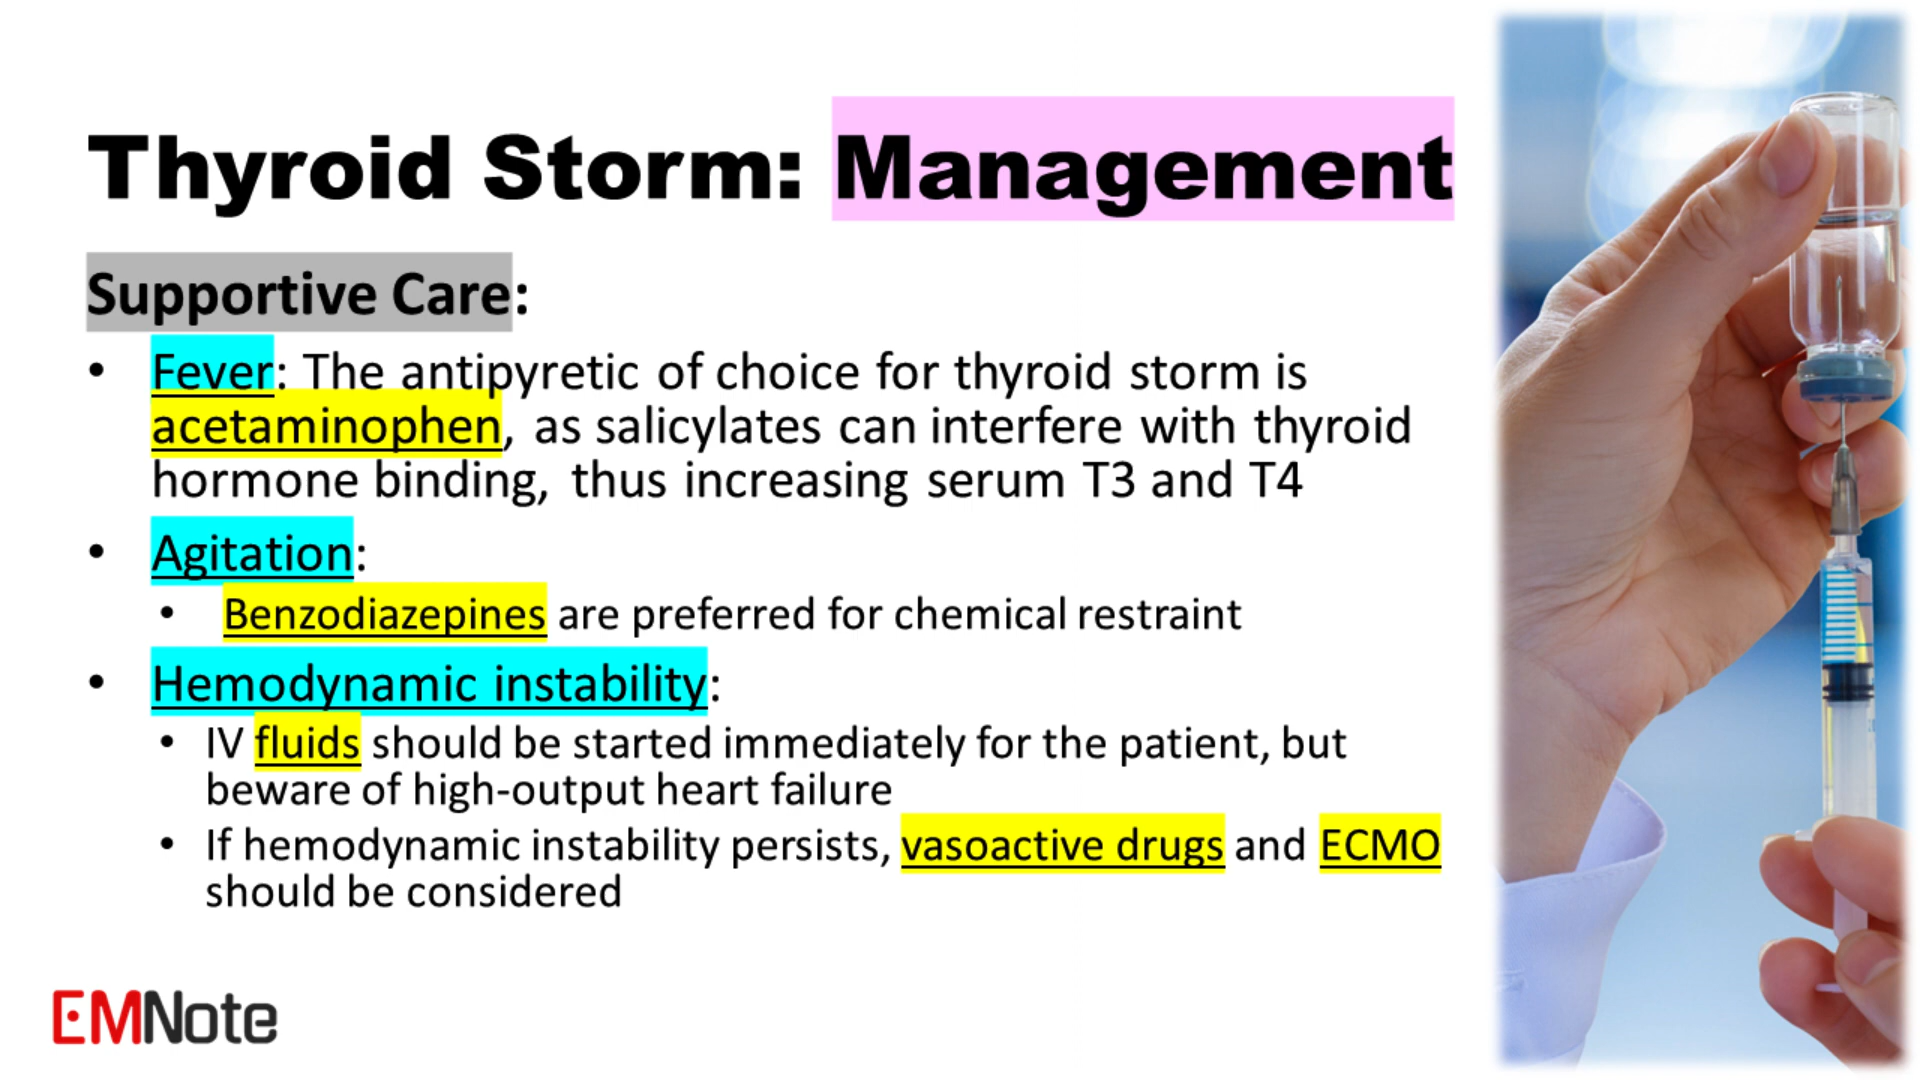 Thyroid Storm: Management
Supportive Care:
• Fever: The antipyretic of choice for thyroid storm is
acetaminophen, as salicylates can interfere with thyroid
hormone binding, thus increasing serum T3 and T4
• Agitation:
• Benzodiazepines are preferred for chemical restraint
• Hemodynamic instability:
• IV fluids should be started immediately for the patient, but
beware of high-output heart failure
• If hemodynamic instability persists, vasoactive drugs and ECMO
should be considered
EMNote